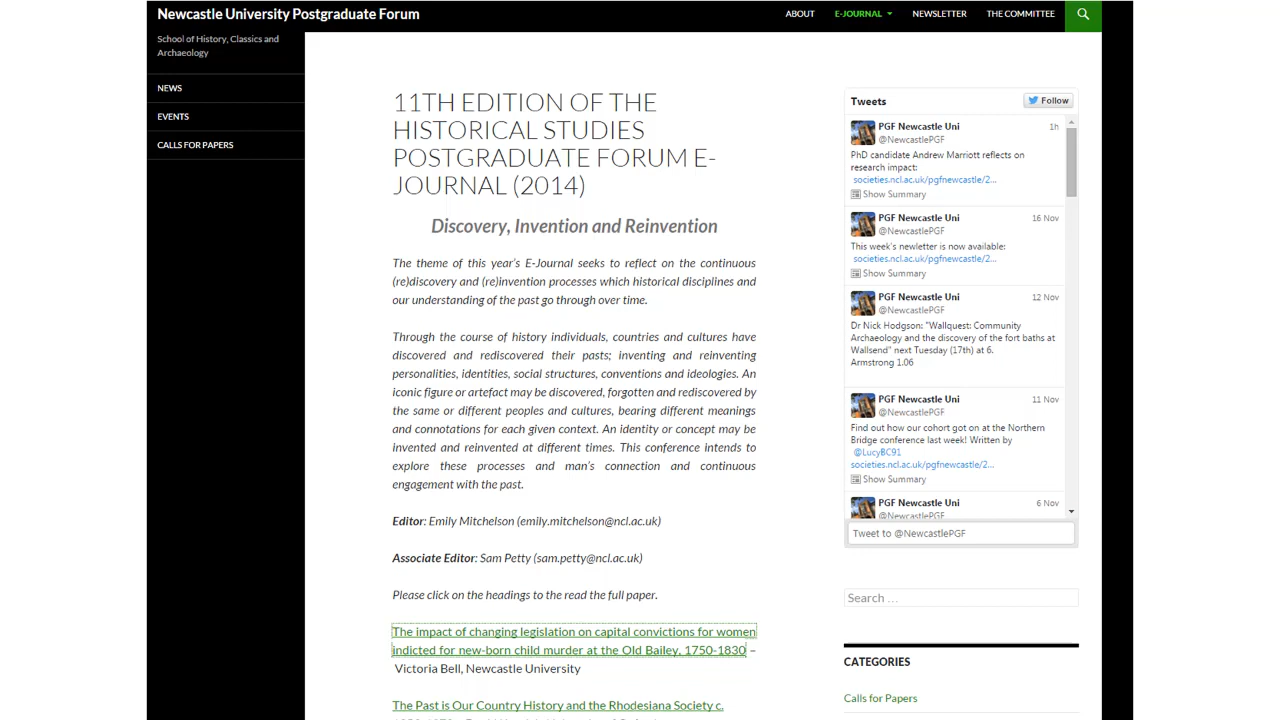 Newcastle University Postgraduate Forum
ABOUT E-JOURNAL NEWSLETTER THE COMMITTEE
School of History, Classics and
Archaeology
NEWS
EVENTS
CALLS FOR PAPERS
11TH EDITION OF THE
HISTORICAL STUDIES
POSTGRADUATE FORUM E-
JOURNAL (2014)
Discovery, Invention and Reinvention
The theme of this year's E-Journal seeks to reflect on the continuous
(re)discovery and (re)invention processes which historical disciplines and
our understanding of the past go through over time.
Through the course of history individuals, countries and cultures have
discovered and rediscovered their pasts; inventing and reinventing
personalities, identities, social structures, conventions and ideologies. An
iconic figure or artefact may be discovered, forgotten and rediscovered by
the same or different peoples and cultures, bearing different meanings
and connotations for each given context. An identity or concept may be
invented and reinvented at different times. This conference intends to
explore these processes and man's connection and continuous
engagement with the past.
Editor: Emily Mitchelson (emily.mitchelson@ncl.ac.uk)
Associate Editor: Sam Petty (sam.petty@ncl.ac.uk)
Please click on the headings to the read the full paper.
The impact of changing legislation on capital convictions for women
indicted for new-born child murder at the Old Bailey, 1750-1830 –
Victoria Bell, Newcastle University
The Past is Our Country History and the Rhodesiana Society c.
Tweets
Follow
PGF Newcastle Uni 1h
@NewcastlePGF
PhD candidate Andrew Marriott reflects on
research impact:
societies.ncl.ac.uk/pgfnewcastle/2...
Show Summary
PGF Newcastle Uni 16 Nov
@NewcastlePGF
This week's newletter is now available:
societies.ncl.ac.uk/pgfnewcastle/2...
Show Summary
PGF Newcastle Uni 12 Nov
@NewcastlePGF
Dr Nick Hodgson: "Wallquest: Community
Archaeology and the discovery of the fort baths at
Wallsend" next Tuesday (17th) at 6.
Armstrong 1.06
PGF Newcastle Uni 11 Nov
@NewcastlePGF
Find out how our cohort got on at the Northern
Bridge conference last week! Written by
@LucyBC91
societies.ncl.ac.uk/pgfnewcastle/2...
Show Summary
PGF Newcastle Uni 6 Nov
@NewcastlePGF
Tweet to @NewcastlePGF
Search ...
CATEGORIES
Calls for Papers